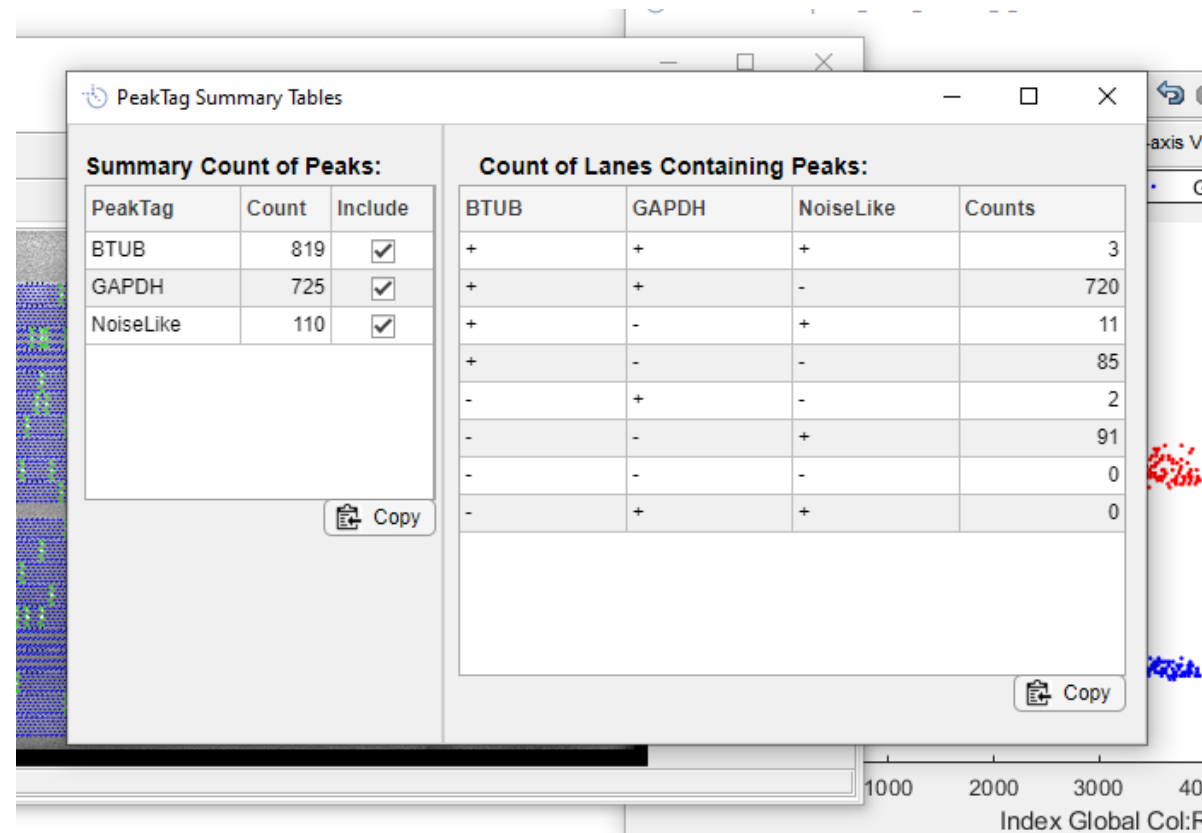 PeakTag Summary Tables
Summary Count of Peaks:
PeakTag Count Include
BTUB 819
GAPDH 725
NoiseLike 110
Copy
Count of Lanes Containing Peaks:
BTUB GAPDH NoiseLike Counts
+ + + 3
+ + - 720
+ - + 11
+ - - 85
- + - 2
- - + 91
- - - 0
- + + 0
Copy
1000 2000 3000 40
Index Global Col: